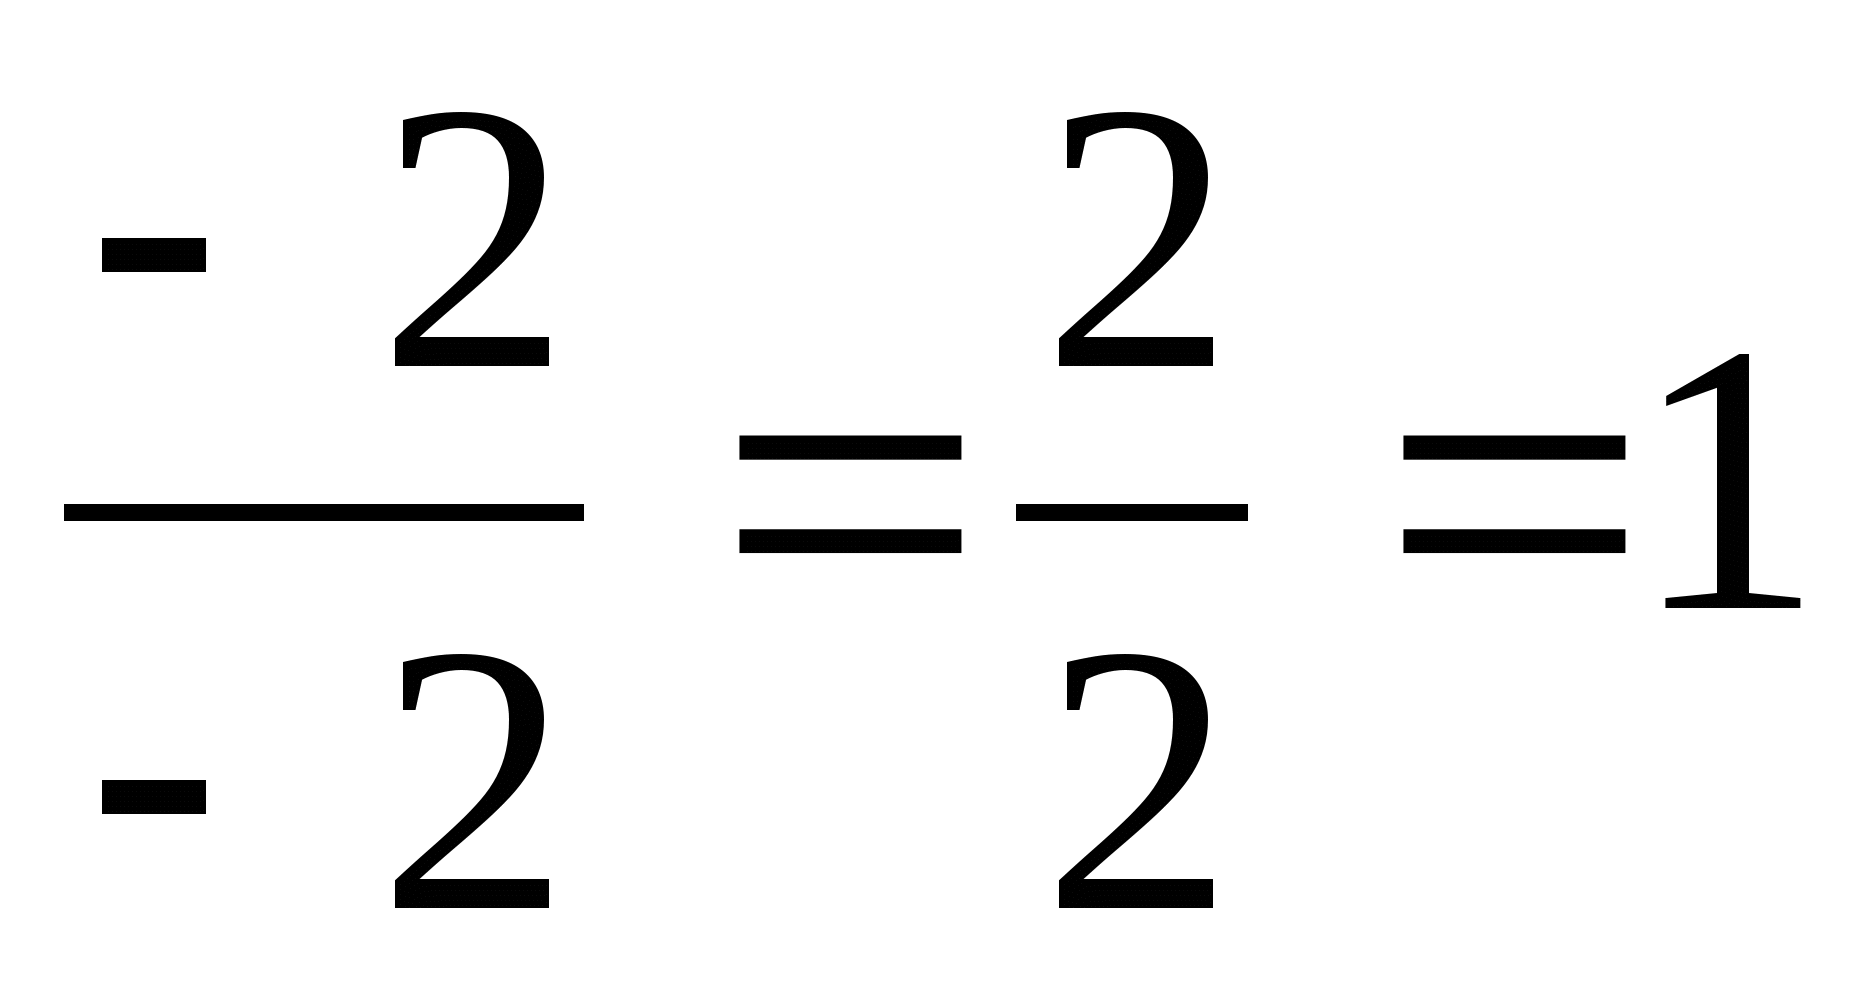 - 2 / - 2 = 2 / 2 = 1